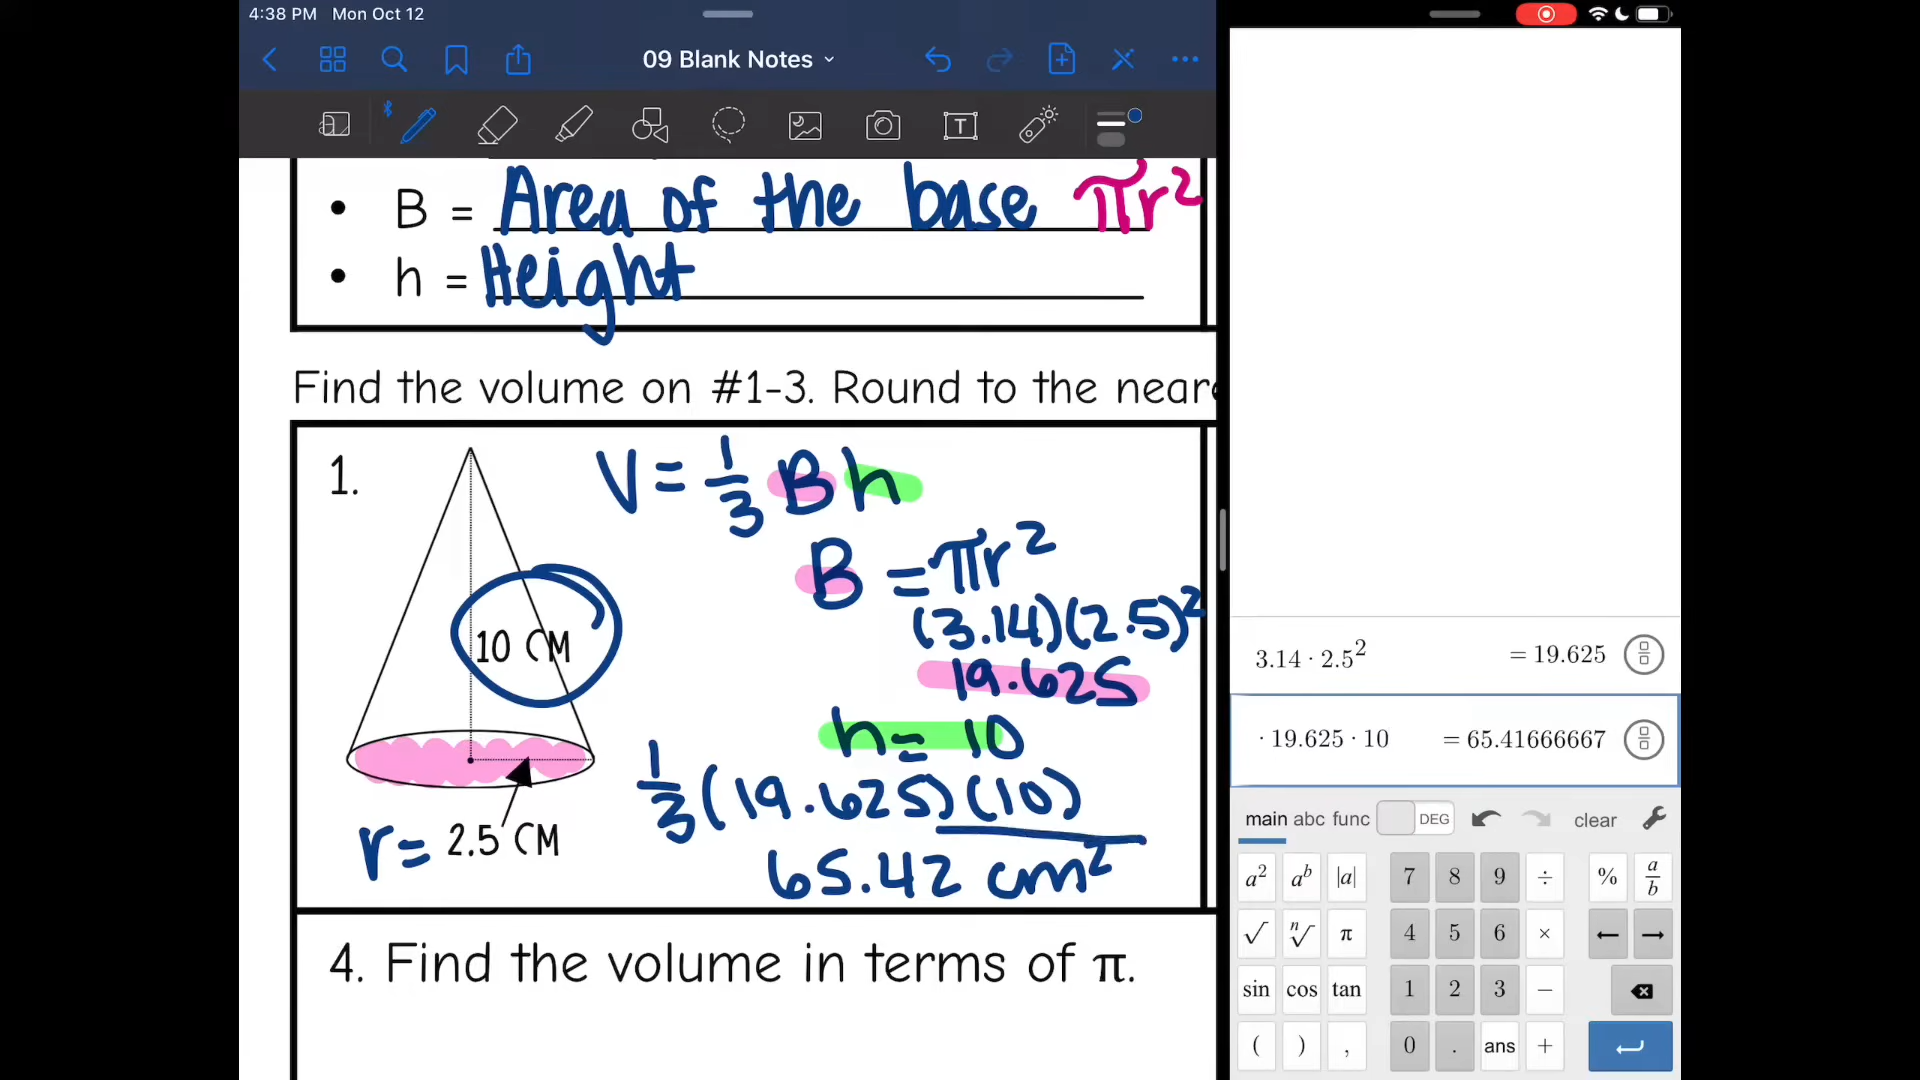 4:38 PM Mon Oct 12
09 Blank Notes
• B = Area of the base πr²
• h = Height
Find the volume on #1-3. Round to the neare
1.
V = 1/3 B h
B = πr²
(3.14)(2.5)²
19.625
h = 10
10 CM
1/3 (19.625)(10)
r = 2.5 CM
65.42 cm²
4. Find the volume in terms of π.
3.14 · 2.5² = 19.625
· 19.625 · 10 = 65.41666667
main abc func DEG clear
a² aᵇ |a| 7 8 9 ÷ % a/b
√ ⁿ√ π 4 5 6 × ← →
sin cos tan 1 2 3 −
( ) , 0 . ans +